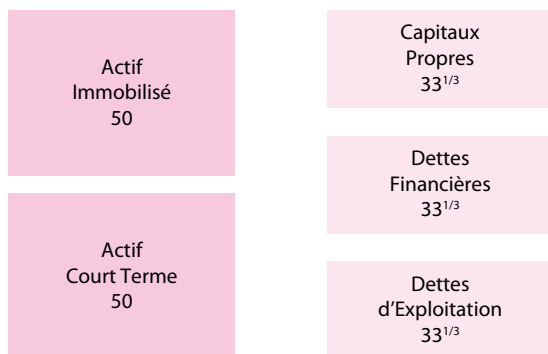 Actif
Immobilisé
50
Actif
Court Terme
50
Capitaux
Propres
33^1/3
Dettes
Financières
33^1/3
Dettes
d’Exploitation
33^1/3